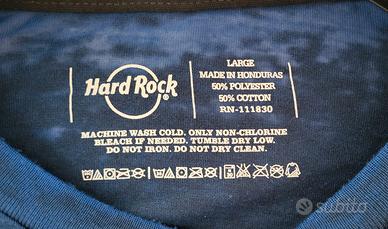 Hard Rock®
LARGE
MADE IN HONDURAS
50% POLYESTER
50% COTTON
RN-111830
MACHINE WASH COLD. ONLY NON-CHLORINE
BLEACH IF NEEDED. TUMBLE DRY LOW.
DO NOT IRON. DO NOT DRY CLEAN.
subito